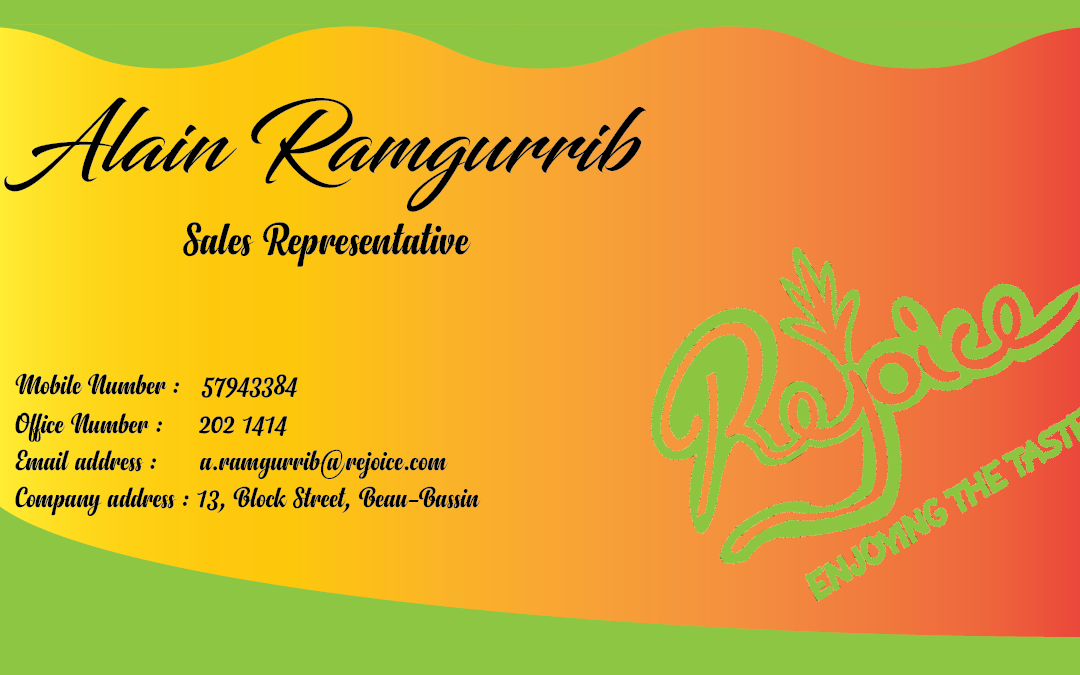 Alain Ramgurrib
Sales Representative
Mobile Number : 57943384
Office Number : 202 1414
Email address : a.ramgurrib@rejoice.com
Company address : 13, Block Street, Beau-Bassin
Rejoice
ENJOYING THE TASTE